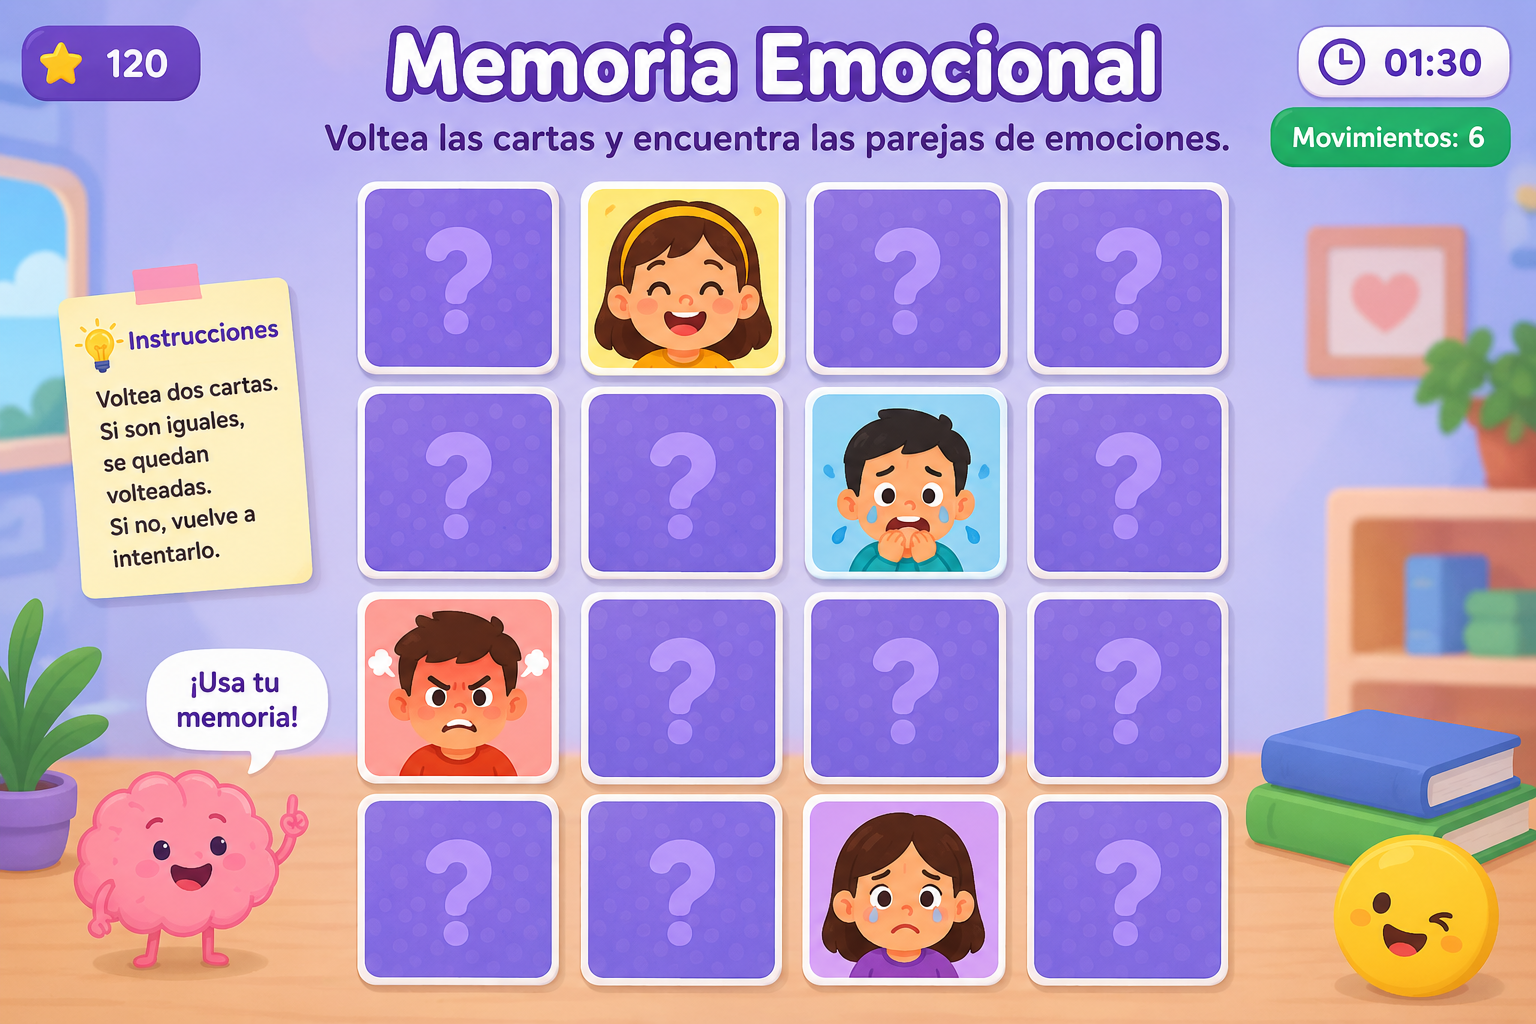 120
Memoria Emocional
01:30
Voltea las cartas y encuentra las parejas de emociones.
Movimientos: 6
?
?
?
Instrucciones
Voltea dos cartas.
Si son iguales,
se quedan
volteadas.
Si no, vuelve a
intentarlo.
?
?
?
?
?
?
¡Usa tu
memoria!
?
?
?